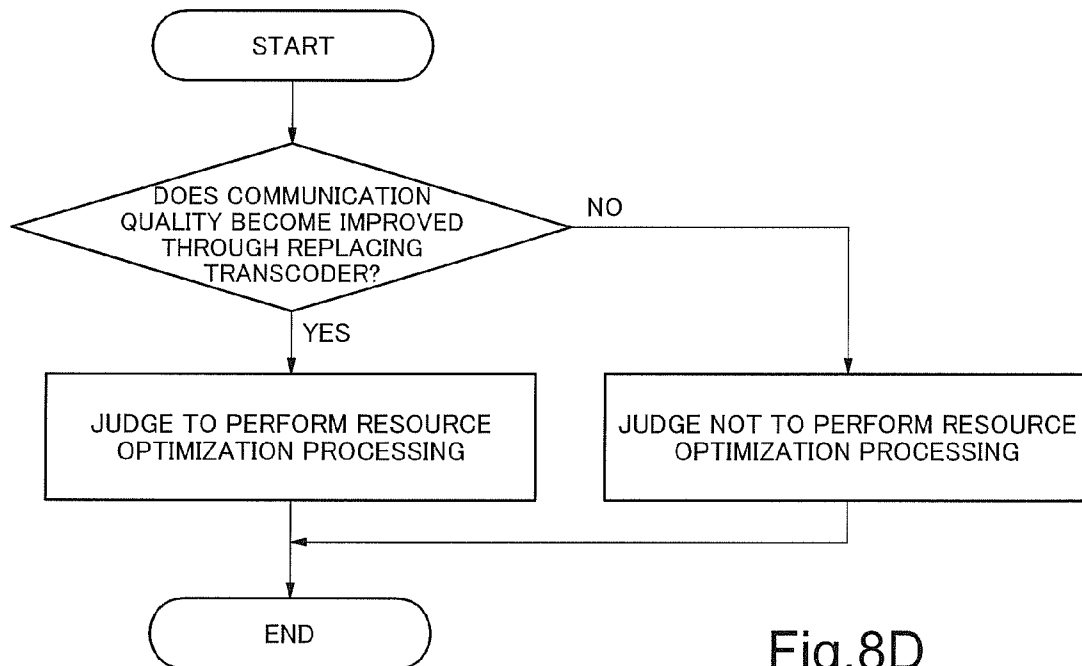 START
DOES COMMUNICATION
QUALITY BECOME IMPROVED
THROUGH REPLACING
TRANSCODER?
NO
YES
JUDGE TO PERFORM RESOURCE
OPTIMIZATION PROCESSING
JUDGE NOT TO PERFORM RESOURCE
OPTIMIZATION PROCESSING
END
Fig.8D